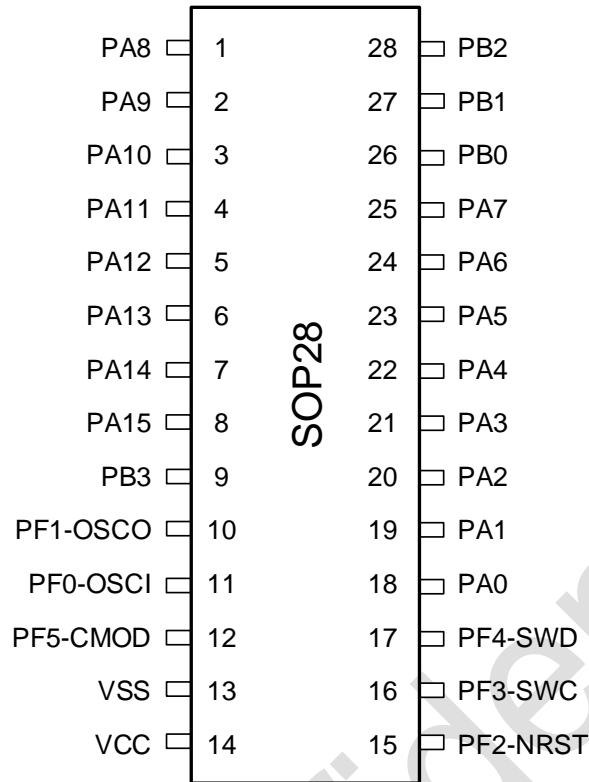 PA8 1 28 PB2
PA9 2 27 PB1
PA10 3 26 PB0
PA11 4 25 PA7
PA12 5 24 PA6
PA13 6 23 PA5
PA14 7 22 PA4
PA15 8 21 PA3
PB3 9 20 PA2
PF1-OSCO 10 19 PA1
PF0-OSCI 11 18 PA0
PF5-CMOD 12 17 PF4-SWD
VSS 13 16 PF3-SWC
VCC 14 15 PF2-NRST
SOP28